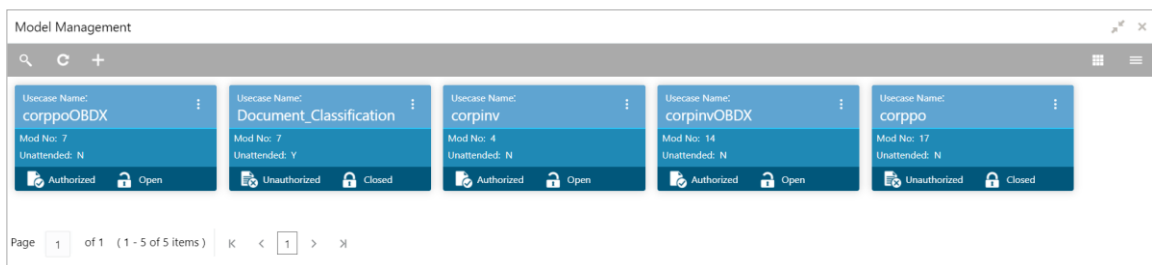 Model Management
Usecase Name:
corppoOBDX
Mod No: 7
Unattended: N
Authorized Open
Usecase Name:
Document_Classification
Mod No: 7
Unattended: Y
Unauthorized Closed
Usecase Name:
corpinv
Mod No: 4
Unattended: N
Authorized Open
Usecase Name:
corpinvOBDX
Mod No: 14
Unattended: N
Authorized Open
Usecase Name:
corppo
Mod No: 17
Unattended: N
Unauthorized Closed
Page 1 of 1 ( 1 - 5 of 5 items ) 1